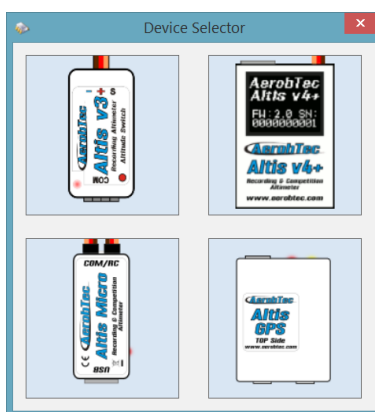 Device Selector
- + S
AerobTec
Altis v3+
Recording Altimeter
Altitude Switch
COM
AerobTec
Altis v4+
FW:2.0 SN:
0000000001
AerobTec
Altis v4+
Recording & Competition
Altimeter
www.aerobtec.com
COM/RC
AerobTec
Altis Micro
Recording & Competition
Altimeter
CE
USB
AerobTec
Altis
GPS
TOP Side
www.aerobtec.com